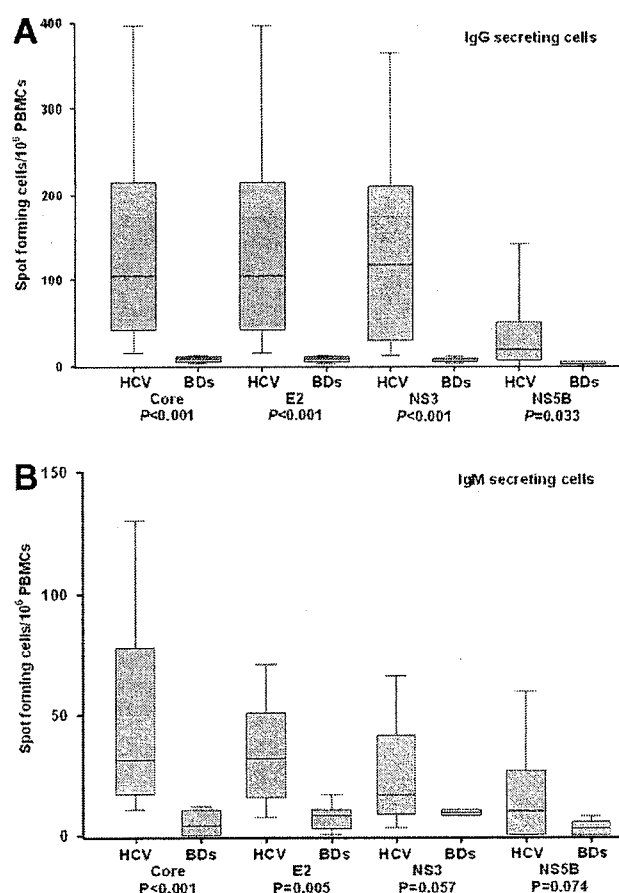 A
IgG secreting cells
Spot forming cells/10⁶ PBMCs
400
300
200
100
0
HCV BDs HCV BDs HCV BDs HCV BDs
Core E2 NS3 NS5B
P<0.001 P<0.001 P<0.001 P=0.033
B
IgM secreting cells
Spot forming cells/10⁶ PBMCs
150
100
50
0
HCV BDs HCV BDs HCV BDs HCV BDs
Core E2 NS3 NS5B
P<0.001 P=0.005 P=0.057 P=0.074